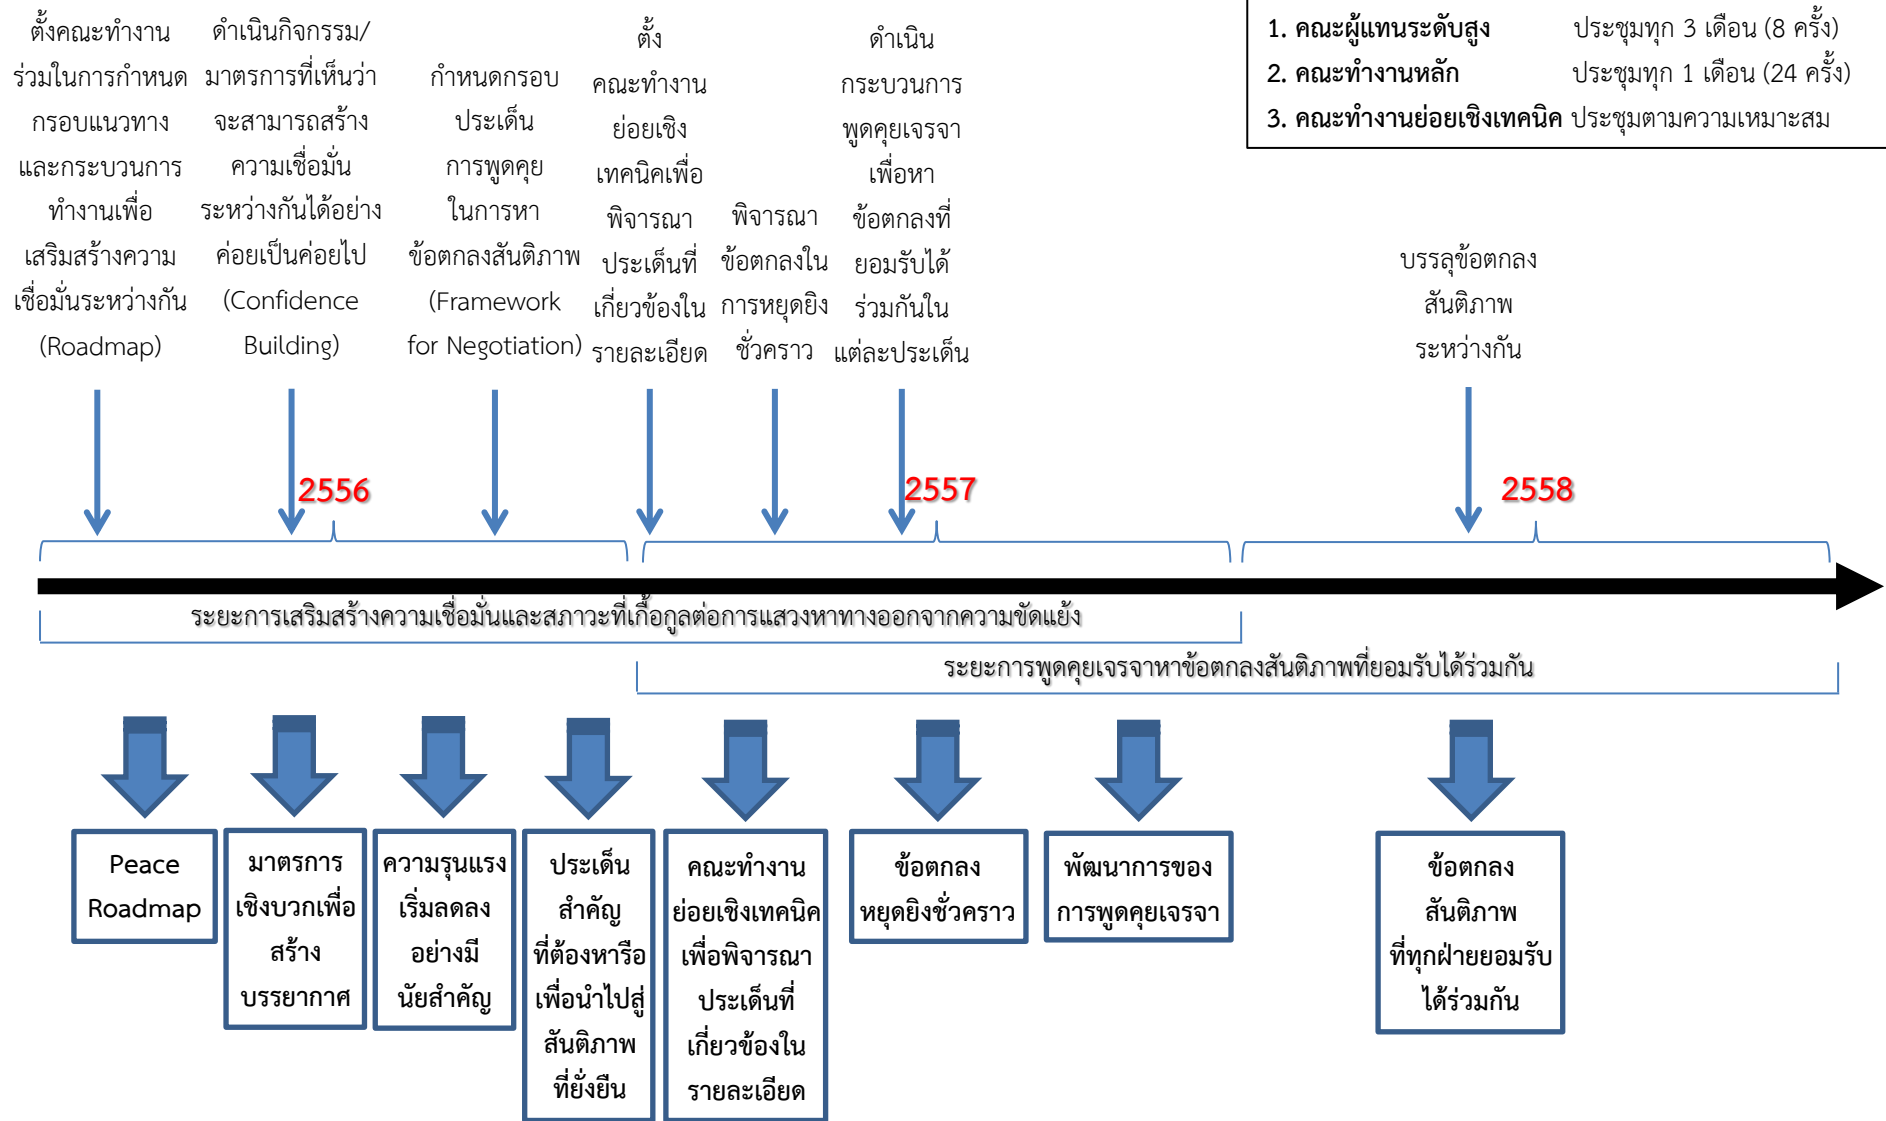 ตั้งคณะทำงาน
ร่วมในการกำหนด
กรอบแนวทาง
และกระบวนการ
ทำงานเพื่อ
เสริมสร้างความ
เชื่อมั่นระหว่างกัน
(Roadmap)
ดำเนินกิจกรรม/
มาตรการที่เห็นว่า
จะสามารถสร้าง
ความเชื่อมั่น
ระหว่างกันได้อย่าง
ค่อยเป็นค่อยไป
(Confidence
Building)
กำหนดกรอบ
ประเด็น
การพูดคุย
ในการหา
ข้อตกลงสันติภาพ
(Framework
for Negotiation)
ตั้ง
คณะทำงาน
ย่อยเชิง
เทคนิคเพื่อ
พิจารณา
ประเด็นที่
เกี่ยวข้องใน
รายละเอียด
พิจารณา
ข้อตกลงใน
การหยุดยิง
ชั่วคราว
ดำเนิน
กระบวนการ
พูดคุยเจรจา
เพื่อหา
ข้อตกลงที่
ยอมรับได้
ร่วมกันใน
แต่ละประเด็น
1. คณะผู้แทนระดับสูง ประชุมทุก 3 เดือน (8 ครั้ง)
2. คณะทำงานหลัก ประชุมทุก 1 เดือน (24 ครั้ง)
3. คณะทำงานย่อยเชิงเทคนิค ประชุมตามความเหมาะสม
บรรลุข้อตกลง
สันติภาพ
ระหว่างกัน
2556
2557
2558
ระยะการเสริมสร้างความเชื่อมั่นและสภาวะที่เกื้อกูลต่อการแสวงหาทางออกจากความขัดแย้ง
ระยะการพูดคุยเจรจาหาข้อตกลงสันติภาพที่ยอมรับได้ร่วมกัน
Peace
Roadmap
มาตรการ
เชิงบวกเพื่อ
สร้าง
บรรยากาศ
ความรุนแรง
เริ่มลดลง
อย่างมี
นัยสำคัญ
ประเด็น
สำคัญ
ที่ต้องหารือ
เพื่อนำไปสู่
สันติภาพ
ที่ยั่งยืน
คณะทำงาน
ย่อยเชิงเทคนิค
เพื่อพิจารณา
ประเด็นที่
เกี่ยวข้องใน
รายละเอียด
ข้อตกลง
หยุดยิงชั่วคราว
พัฒนาการของ
การพูดคุยเจรจา
ข้อตกลง
สันติภาพ
ที่ทุกฝ่ายยอมรับ
ได้ร่วมกัน